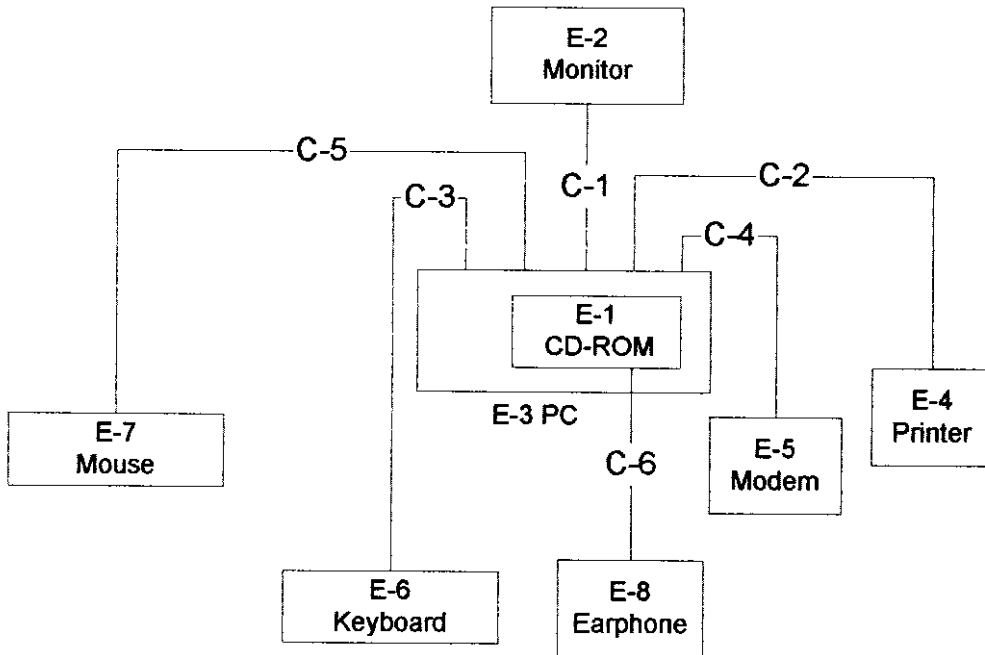 E-2
Monitor
C-5
C-3
C-1
C-2
C-4
E-1
CD-ROM
E-3 PC
E-7
Mouse
E-4
Printer
E-5
Modem
C-6
E-6
Keyboard
E-8
Earphone